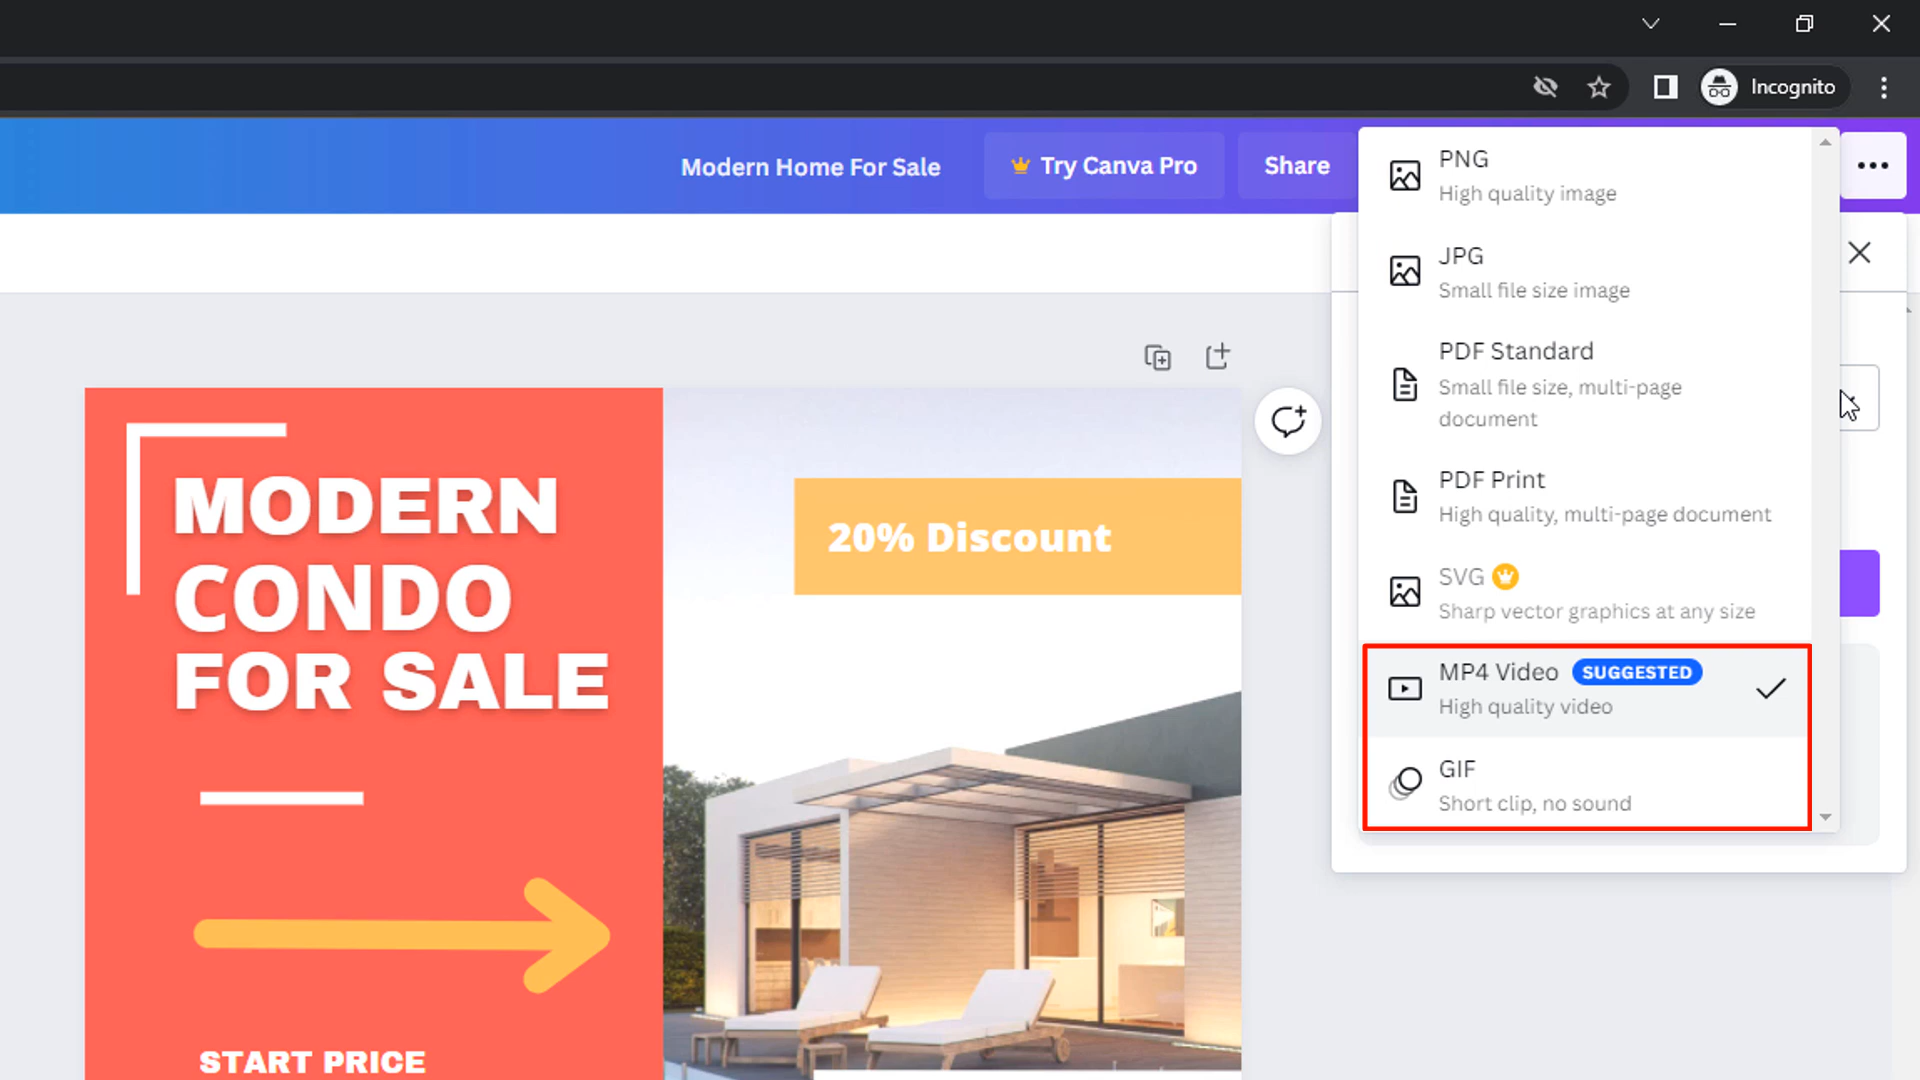 Incognito
Modern Home For Sale
Try Canva Pro
Share
PNG
High quality image
JPG
Small file size image
PDF Standard
Small file size, multi-page
document
PDF Print
High quality, multi-page document
SVG
Sharp vector graphics at any size
MP4 Video SUGGESTED
High quality video
GIF
Short clip, no sound
MODERN
CONDO
FOR SALE
20% Discount
START PRICE